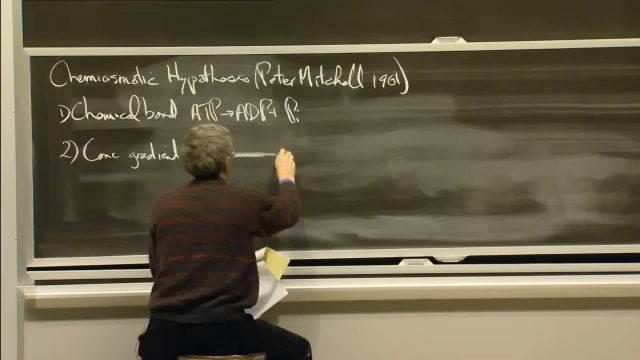 Chemiosmotic Hypothesis (Peter Mitchell 1961)
1) Chemical bond ATP → ADP + Pi
2) Conc gradient